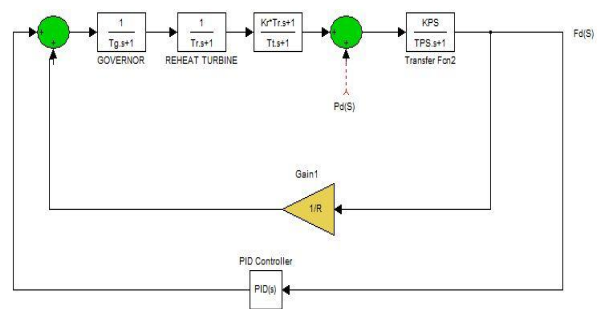 1
Tg.s+1
GOVERNOR
1
Tr.s+1
REHEAT TURBINE
Kr*Tr.s+1
Tt.s+1
KPS
TPS.s+1
Transfer Fcn2
Fd(S)
Pd(S)
Gain1
1/R
PID Controller
PID(s)